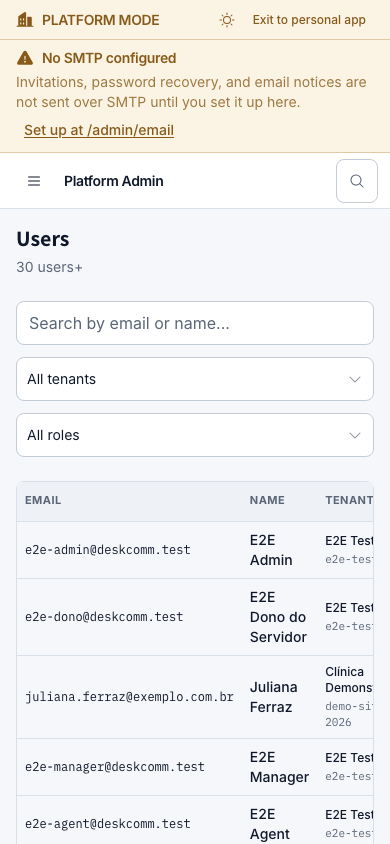 PLATFORM MODE
Exit to personal app
No SMTP configured
Invitations, password recovery, and email notices are
not sent over SMTP until you set it up here.
Set up at /admin/email
Platform Admin
Users
30 users+
Search by email or name...
All tenants
All roles
EMAIL NAME TENANT
e2e-admin@deskcomm.test E2E Admin E2E Test
e2e-test
e2e-dono@deskcomm.test E2E Dono do Servidor E2E Test
e2e-test
juliana.ferraz@exemplo.com.br Juliana Ferraz Clínica
demo-
2026
e2e-manager@deskcomm.test E2E Manager E2E Test
e2e-test
e2e-agent@deskcomm.test E2E Agent E2E Test
e2e-test